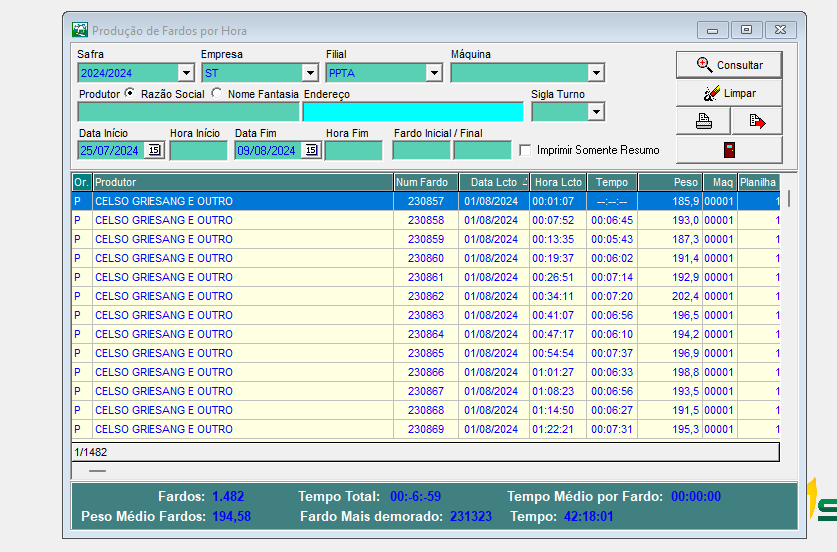 Produção de Fardos por Hora
Safra Empresa Filial Máquina
2024/2024 ST PPTA
Consultar
Produtor Razão Social Nome Fantasia Endereço Sigla Turno
Limpar
Data Início Hora Início Data Fim Hora Fim Fardo Inicial / Final
25/07/2024 15 09/08/2024 15 Imprimir Somente Resumo
Or. Produtor Num Fardo Data Lcto Hora Lcto Tempo Peso Maq Planilha
P CELSO GRIESANG E OUTRO 230857 01/08/2024 00:01:07 --:--:-- 185,9 00001 1
P CELSO GRIESANG E OUTRO 230858 01/08/2024 00:07:52 00:06:45 193,0 00001 1
P CELSO GRIESANG E OUTRO 230859 01/08/2024 00:13:35 00:05:43 187,3 00001 1
P CELSO GRIESANG E OUTRO 230860 01/08/2024 00:19:37 00:06:02 191,4 00001 1
P CELSO GRIESANG E OUTRO 230861 01/08/2024 00:26:51 00:07:14 192,9 00001 1
P CELSO GRIESANG E OUTRO 230862 01/08/2024 00:34:11 00:07:20 202,4 00001 1
P CELSO GRIESANG E OUTRO 230863 01/08/2024 00:41:07 00:06:56 196,5 00001 1
P CELSO GRIESANG E OUTRO 230864 01/08/2024 00:47:17 00:06:10 194,2 00001 1
P CELSO GRIESANG E OUTRO 230865 01/08/2024 00:54:54 00:07:37 196,9 00001 1
P CELSO GRIESANG E OUTRO 230866 01/08/2024 01:01:27 00:06:33 198,8 00001 1
P CELSO GRIESANG E OUTRO 230867 01/08/2024 01:08:23 00:06:56 193,5 00001 1
P CELSO GRIESANG E OUTRO 230868 01/08/2024 01:14:50 00:06:27 191,5 00001 1
P CELSO GRIESANG E OUTRO 230869 01/08/2024 01:22:21 00:07:31 195,3 00001 1
1/1482
Fardos: 1.482 Tempo Total: 00:-6:-59 Tempo Médio por Fardo: 00:00:00
Peso Médio Fardos: 194,58 Fardo Mais demorado: 231323 Tempo: 42:18:01